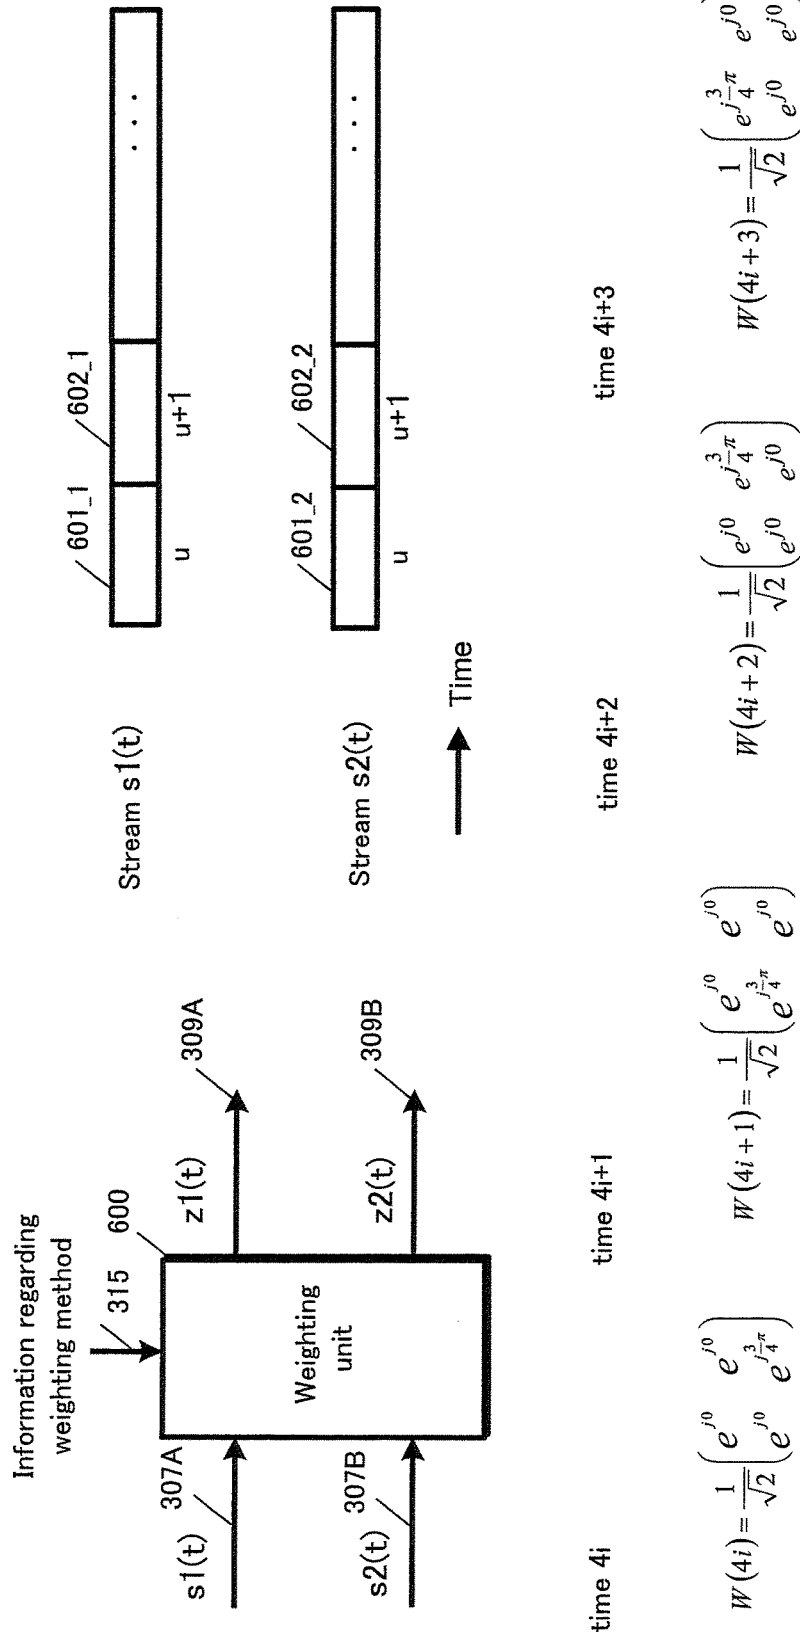 Information regarding
weighting method
315
600
s1(t)
307A
z1(t)
309A
Weighting
unit
s2(t)
307B
z2(t)
309B
Stream s1(t)
601_1
602_1
. . .
u
u+1
Stream s2(t)
601_2
602_2
. . .
u
u+1
Time
time 4i
time 4i+1
time 4i+2
time 4i+3
W(4i) = 1/√2 ( e^{j0} e^{j0} ; e^{j0} e^{j3/4π} )
W(4i+1) = 1/√2 ( e^{j0} e^{j0} ; e^{j3/4π} e^{j0} )
W(4i+2) = 1/√2 ( e^{j0} e^{j3/4π} ; e^{j0} e^{j0} )
W(4i+3) = 1/√2 ( e^{j3/4π} e^{j0} ; e^{j0} e^{j0} )